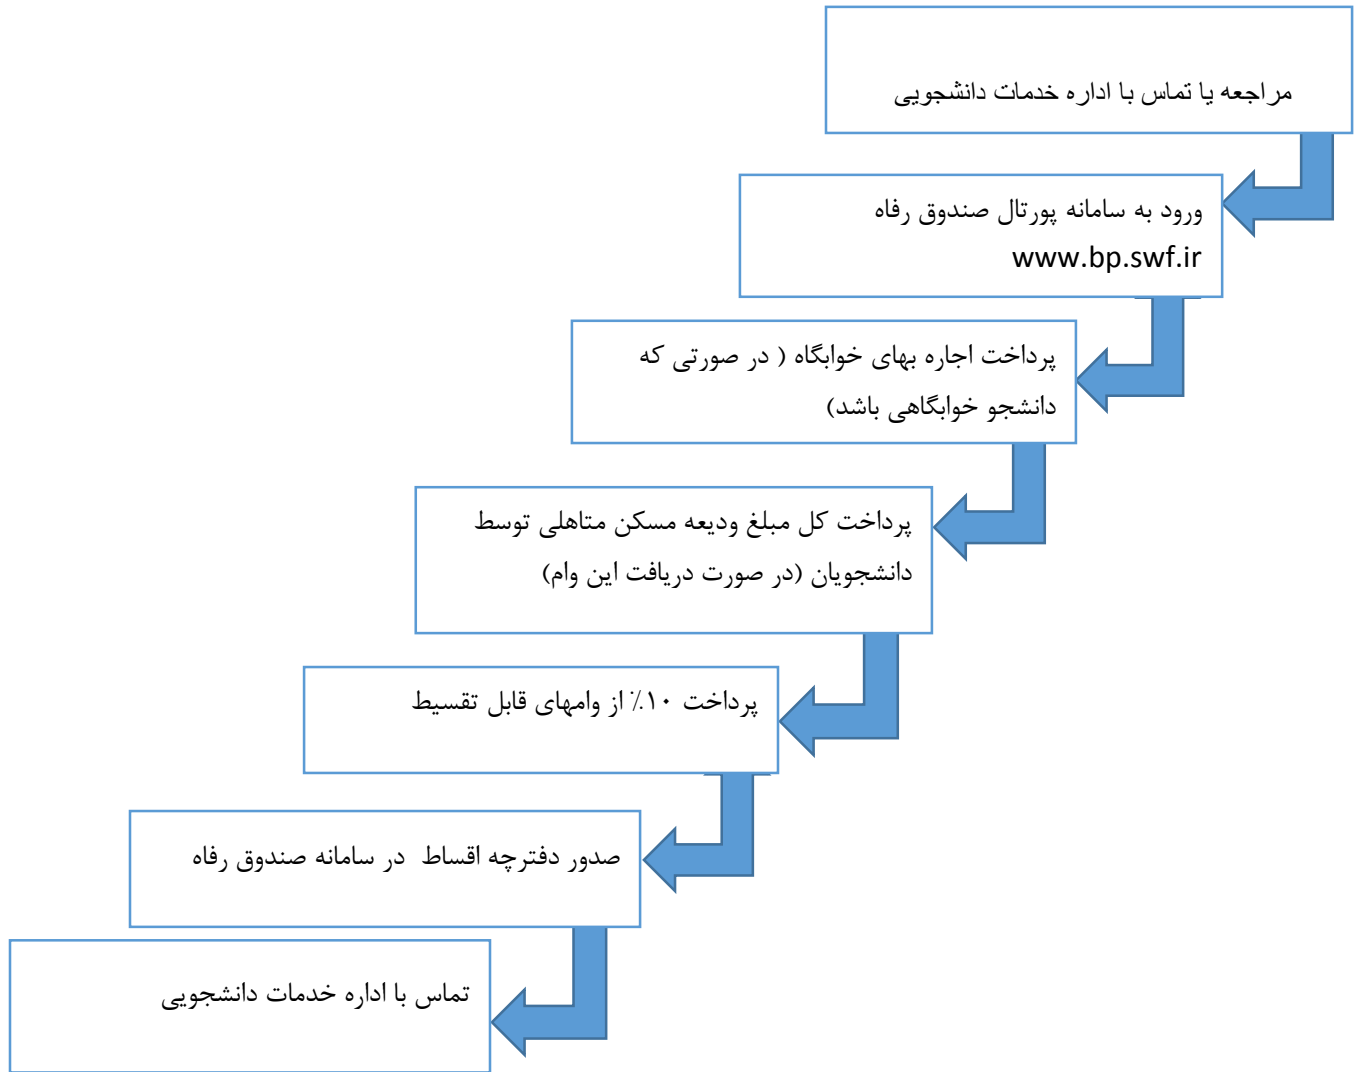 مراجعه یا تماس با اداره خدمات دانشجویی
ورود به سامانه پورتال صندوق رفاه
www.bp.swf.ir
پرداخت اجاره بهای خوابگاه ( در صورتی که
دانشجو خوابگاهی باشد)
پرداخت کل مبلغ ودیعه مسکن متاهلی توسط
دانشجویان (در صورت دریافت این وام)
پرداخت ۱۰٪ از وامهای قابل تقسیط
صدور دفترچه اقساط در سامانه صندوق رفاه
تماس با اداره خدمات دانشجویی